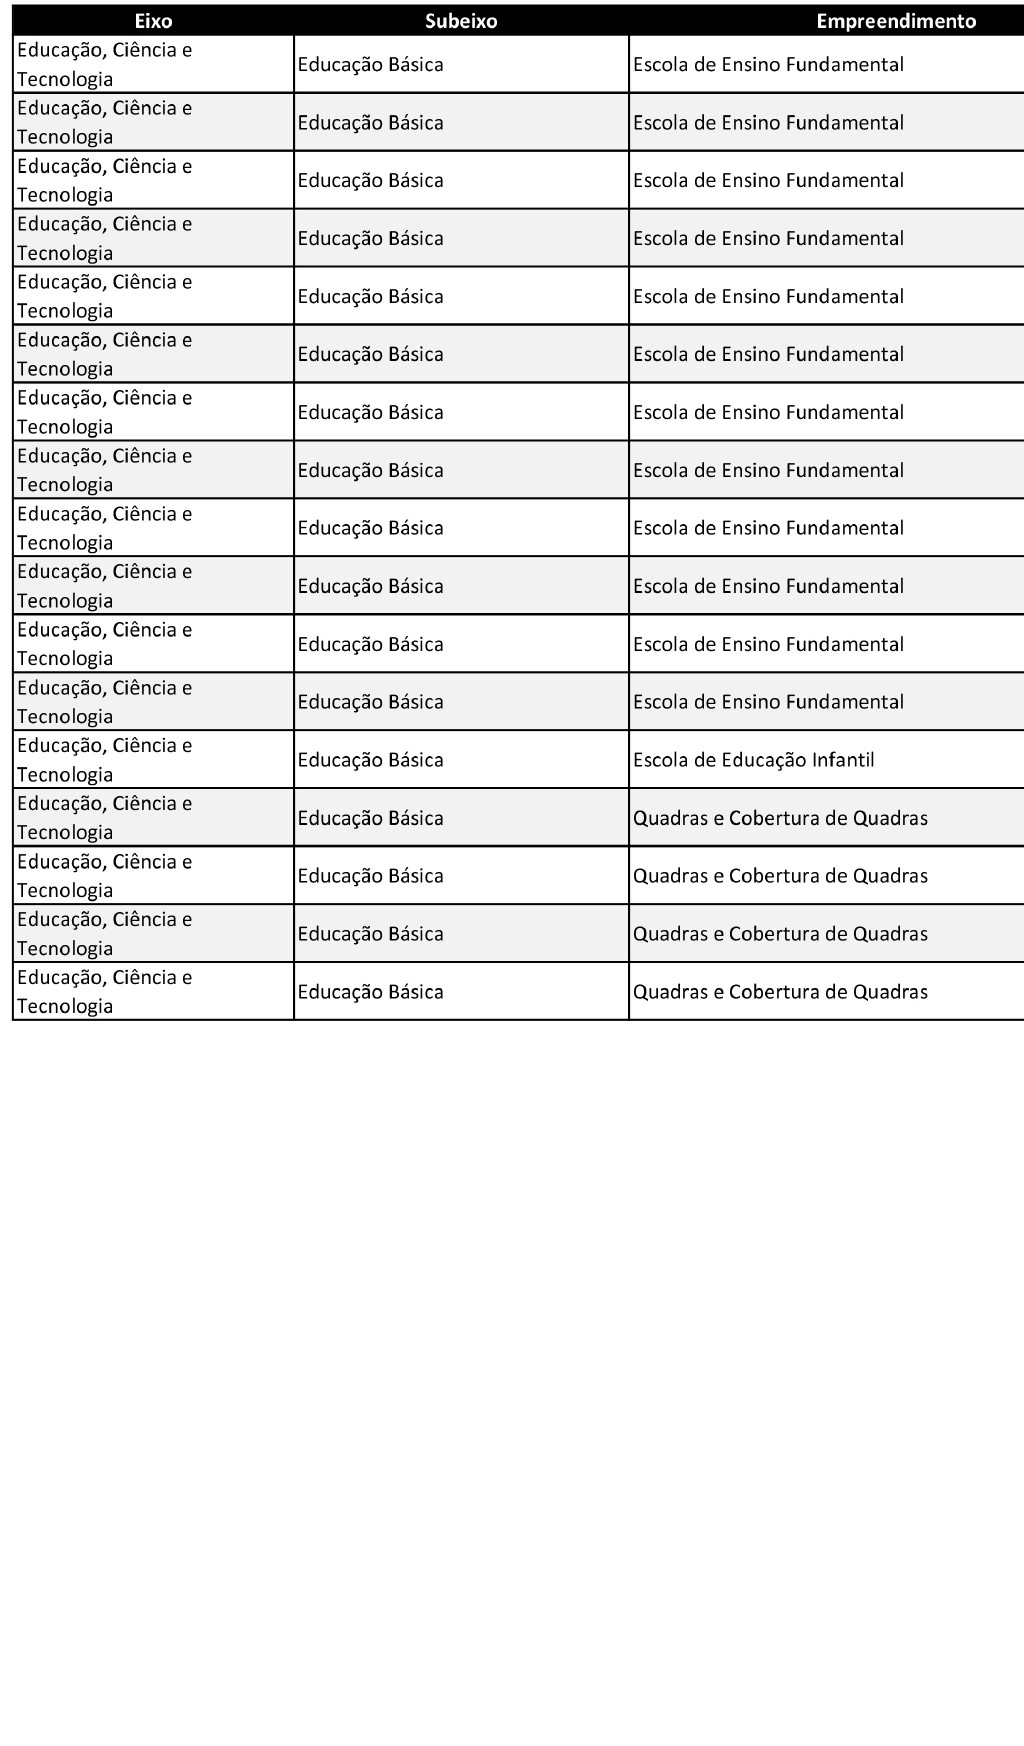 Eixo Subeixo Empreendimento
Educação, Ciência e
Tecnologia
Educação Básica
Escola de Ensino Fundamental
Educação, Ciência e
Tecnologia
Educação Básica
Escola de Ensino Fundamental
Educação, Ciência e
Tecnologia
Educação Básica
Escola de Ensino Fundamental
Educação, Ciência e
Tecnologia
Educação Básica
Escola de Ensino Fundamental
Educação, Ciência e
Tecnologia
Educação Básica
Escola de Ensino Fundamental
Educação, Ciência e
Tecnologia
Educação Básica
Escola de Ensino Fundamental
Educação, Ciência e
Tecnologia
Educação Básica
Escola de Ensino Fundamental
Educação, Ciência e
Tecnologia
Educação Básica
Escola de Ensino Fundamental
Educação, Ciência e
Tecnologia
Educação Básica
Escola de Ensino Fundamental
Educação, Ciência e
Tecnologia
Educação Básica
Escola de Ensino Fundamental
Educação, Ciência e
Tecnologia
Educação Básica
Escola de Ensino Fundamental
Educação, Ciência e
Tecnologia
Educação Básica
Escola de Ensino Fundamental
Educação, Ciência e
Tecnologia
Educação Básica
Escola de Educação Infantil
Educação, Ciência e
Tecnologia
Educação Básica
Quadras e Cobertura de Quadras
Educação, Ciência e
Tecnologia
Educação Básica
Quadras e Cobertura de Quadras
Educação, Ciência e
Tecnologia
Educação Básica
Quadras e Cobertura de Quadras
Educação, Ciência e
Tecnologia
Educação Básica
Quadras e Cobertura de Quadras